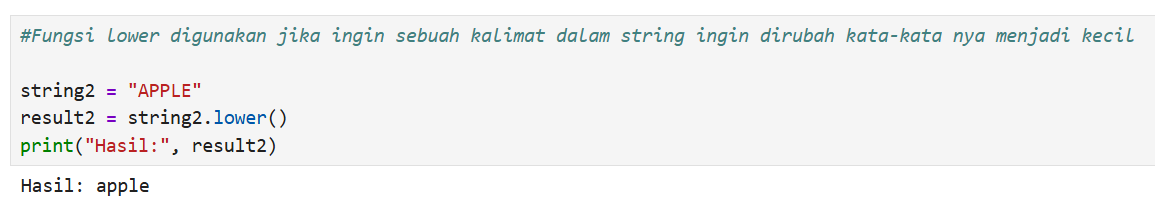 #Fungsi lower digunakan jika ingin sebuah kalimat dalam string ingin dirubah kata-kata nya menjadi kecil
string2 = "APPLE"
result2 = string2.lower()
print("Hasil:", result2)
Hasil: apple